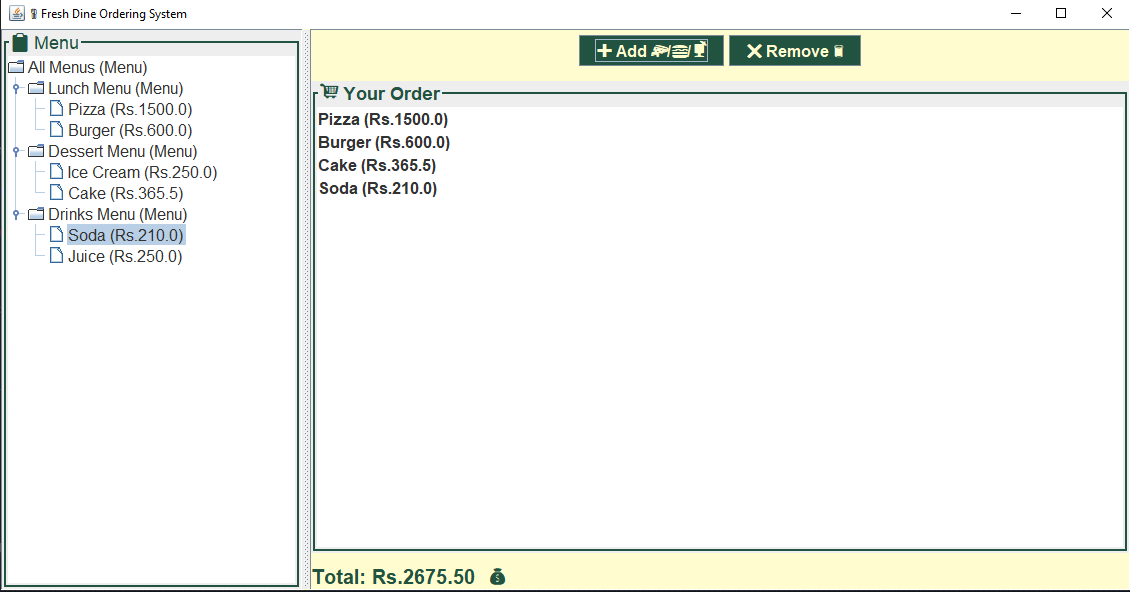 Fresh Dine Ordering System
Menu
All Menus (Menu)
Lunch Menu (Menu)
Pizza (Rs.1500.0)
Burger (Rs.600.0)
Dessert Menu (Menu)
Ice Cream (Rs.250.0)
Cake (Rs.365.5)
Drinks Menu (Menu)
Soda (Rs.210.0)
Juice (Rs.250.0)
Add
Remove
Your Order
Pizza (Rs.1500.0)
Burger (Rs.600.0)
Cake (Rs.365.5)
Soda (Rs.210.0)
Total: Rs.2675.50